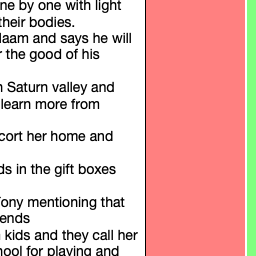 ne by one with light
their bodies.
laam and says he will
r the good of his
n Saturn valley and
learn more from
cort her home and
ds in the gift boxes
ony mentioning that
ends
kids and they call her
ool for playing and